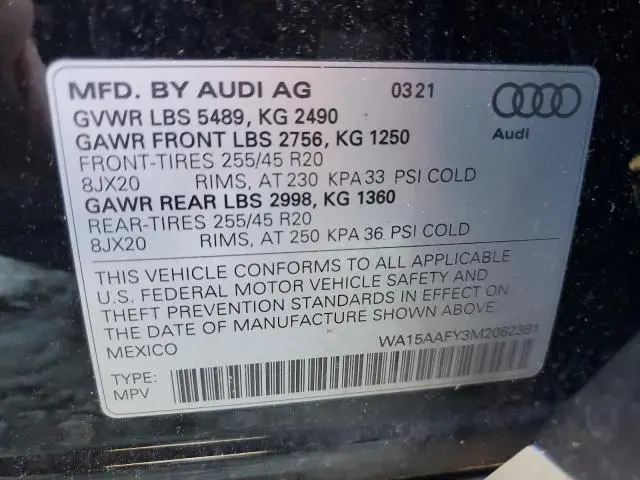 MFD. BY AUDI AG 03 21
GVWR LBS 5489, KG 2490
GAWR FRONT LBS 2756, KG 1250
FRONT-TIRES 255/45 R20
8JX20 RIMS, AT 230 KPA 33 PSI COLD
GAWR REAR LBS 2998, KG 1360
REAR-TIRES 255/45 R20
8JX20 RIMS, AT 250 KPA 36 PSI COLD
Audi
THIS VEHICLE CONFORMS TO ALL APPLICABLE
U.S. FEDERAL MOTOR VEHICLE SAFETY AND
THEFT PREVENTION STANDARDS IN EFFECT ON
THE DATE OF MANUFACTURE SHOWN ABOVE.
MEXICO WA15AAFY3M2062381
TYPE:
MPV